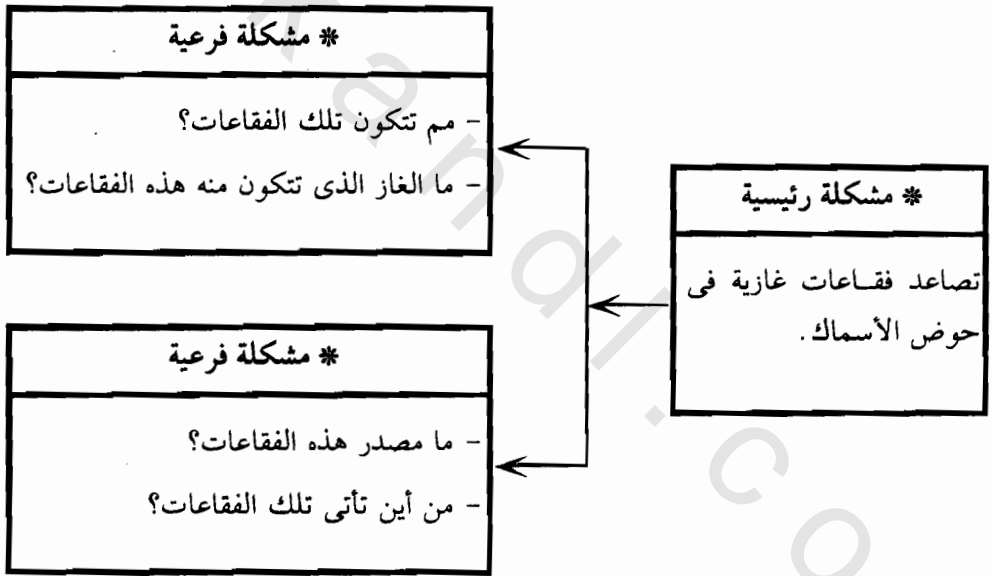 * مشكلة رئيسية
تصاعد فقاعات غازية فى
حوض الأسماك.
* مشكلة فرعية
- مم تتكون تلك الفقاعات؟
- ما الغاز الذى تتكون منه هذه الفقاعات؟
* مشكلة فرعية
- ما مصدر هذه الفقاعات؟
- من أين تأتى تلك الفقاعات؟